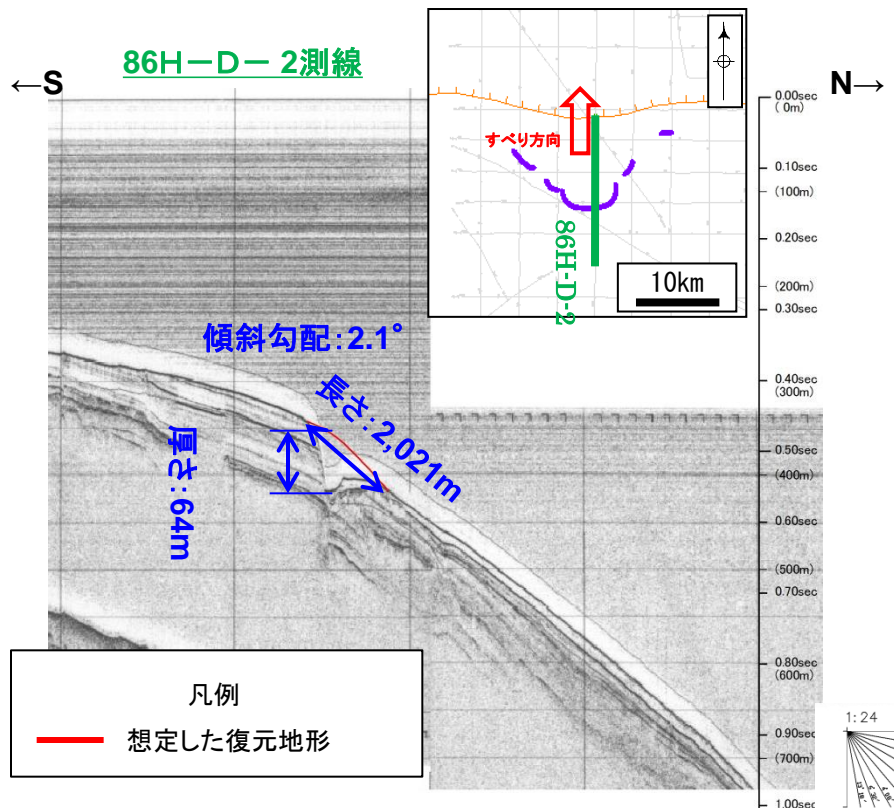 86H-D-2測線
←S
N→
すべり方向
86H-D-2
10km
0.00sec
(0m)
0.10sec
(100m)
0.20sec
(200m)
0.30sec
0.40sec
(300m)
0.50sec
(400m)
0.60sec
(500m)
0.70sec
0.80sec
(600m)
0.90sec
(700m)
1.00sec
傾斜勾配:2.1°
長さ:2,021m
厚さ:64m
凡例
想定した復元地形
1:24